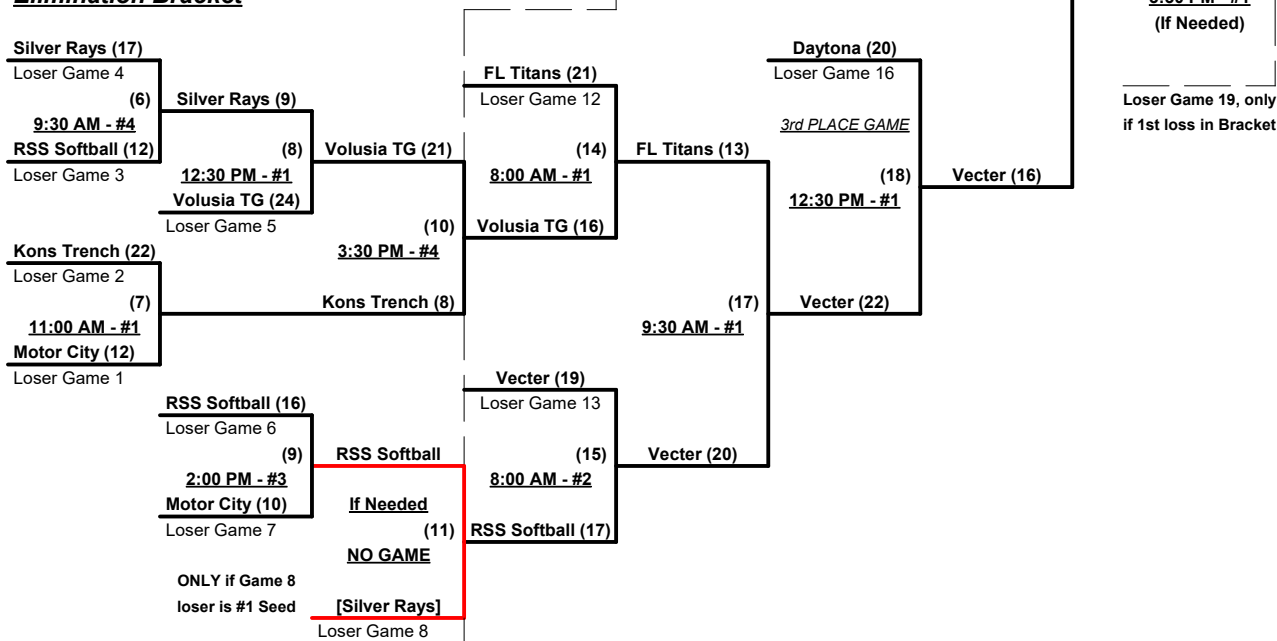 Elimination Bracket
(If Needed)
Loser Game 19, only
if 1st loss in Bracket
Silver Rays (17)
Loser Game 4
(6)
9:30 AM - #4
RSS Softball (12)
Loser Game 3
Silver Rays (9)
(8)
12:30 PM - #1
Volusia TG (24)
Loser Game 5
Kons Trench (22)
Loser Game 2
(7)
11:00 AM - #1
Motor City (12)
Loser Game 1
Volusia TG (21)
(10)
3:30 PM - #4
Kons Trench (8)
RSS Softball (16)
Loser Game 6
(9)
2:00 PM - #3
Motor City (10)
Loser Game 7
RSS Softball
If Needed
(11)
NO GAME
ONLY if Game 8
loser is #1 Seed
[Silver Rays]
Loser Game 8
FL Titans (21)
Loser Game 12
(14)
8:00 AM - #1
Volusia TG (16)
Vecter (19)
Loser Game 13
(15)
8:00 AM - #2
RSS Softball (17)
FL Titans (13)
(17)
9:30 AM - #1
Vecter (20)
Daytona (20)
Loser Game 16
3rd PLACE GAME
(18)
12:30 PM - #1
Vecter (22)
Vecter (16)